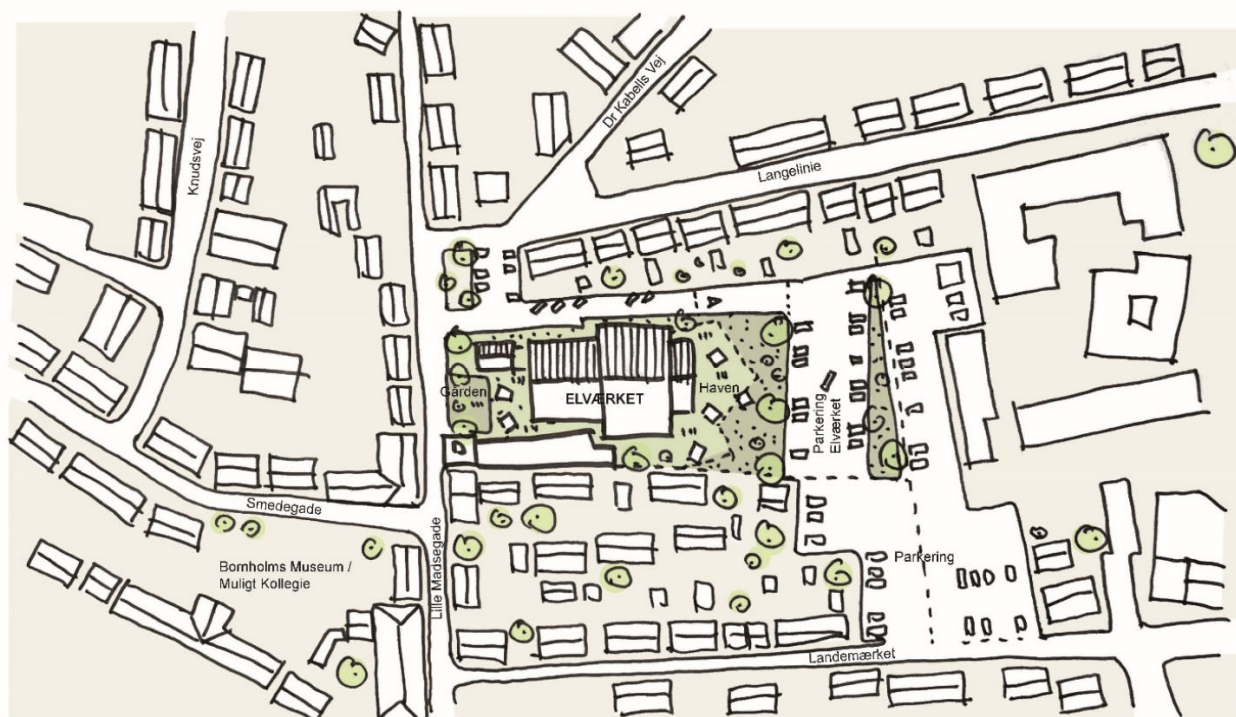 Dr Kabells Vej
Knudsvej
Langelinie
Gården
ELVÆRKET
Haven
Parkering
Elværket
Smedegade
Bornholms Museum /
Muligt Kollegie
Lille Madsegade
Parkering
Landemærket